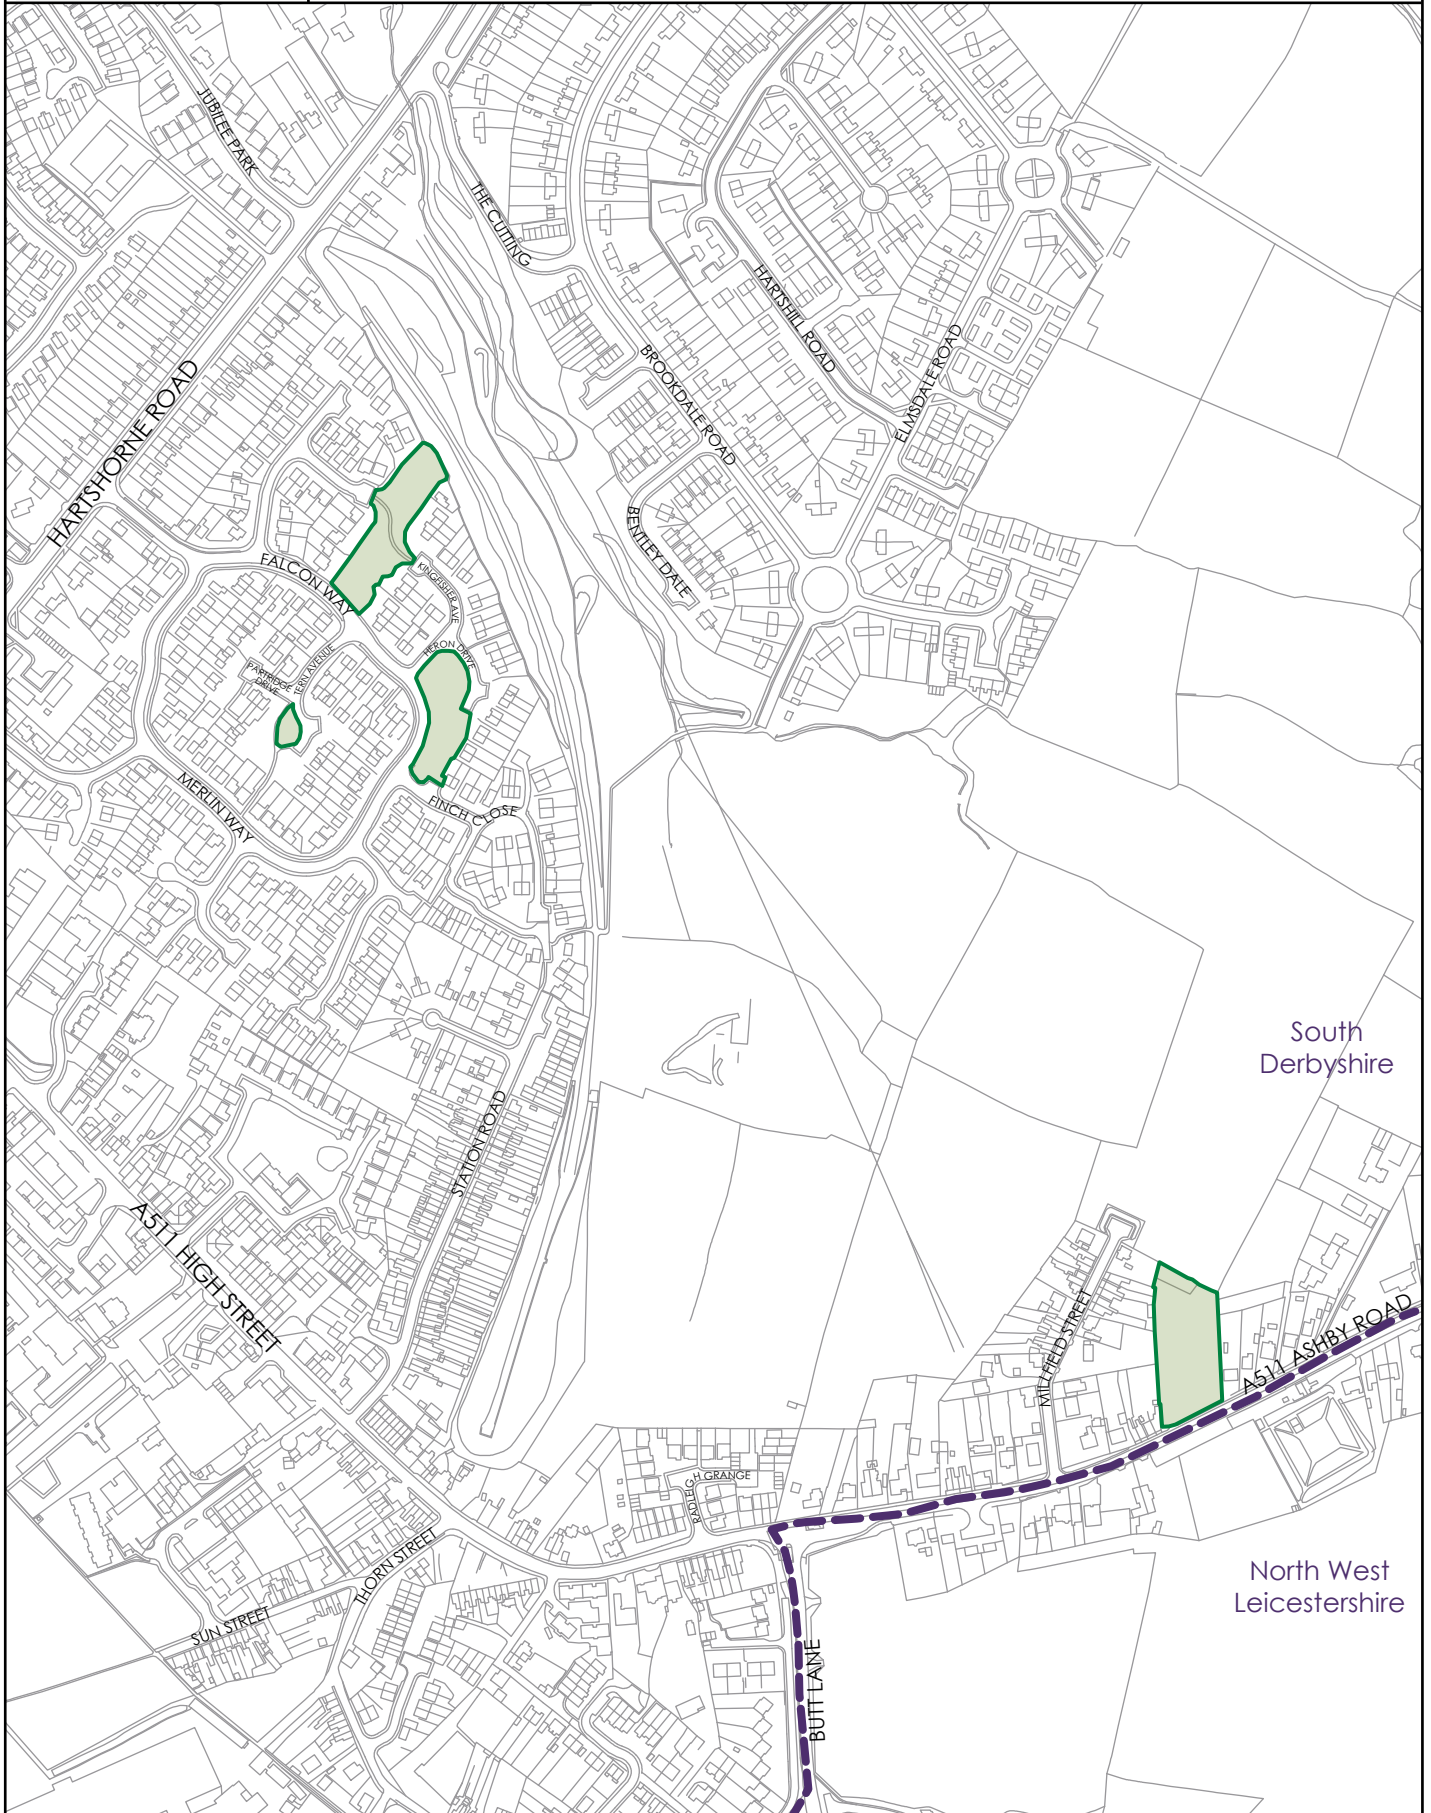 JUBILEE PARK
THE CUTTING
HARTSHILL ROAD
BROOKDALE ROAD
ELMSDALE ROAD
HARTSHORNE ROAD
BENTLEY DALE
FALCON WAY
KINGFISHER AVE
HERON DRIVE
PARTRIDGE
DRIVE
TERN AVENUE
MERLIN WAY
FINCH CLOSE
South
Derbyshire
STATION ROAD
A511 HIGH STREET
MILLFIELD STREET
A511 ASHBY ROAD
RADLEIGH GRANGE
THORN STREET
SUN STREET
North West
Leicestershire
BUTT LANE